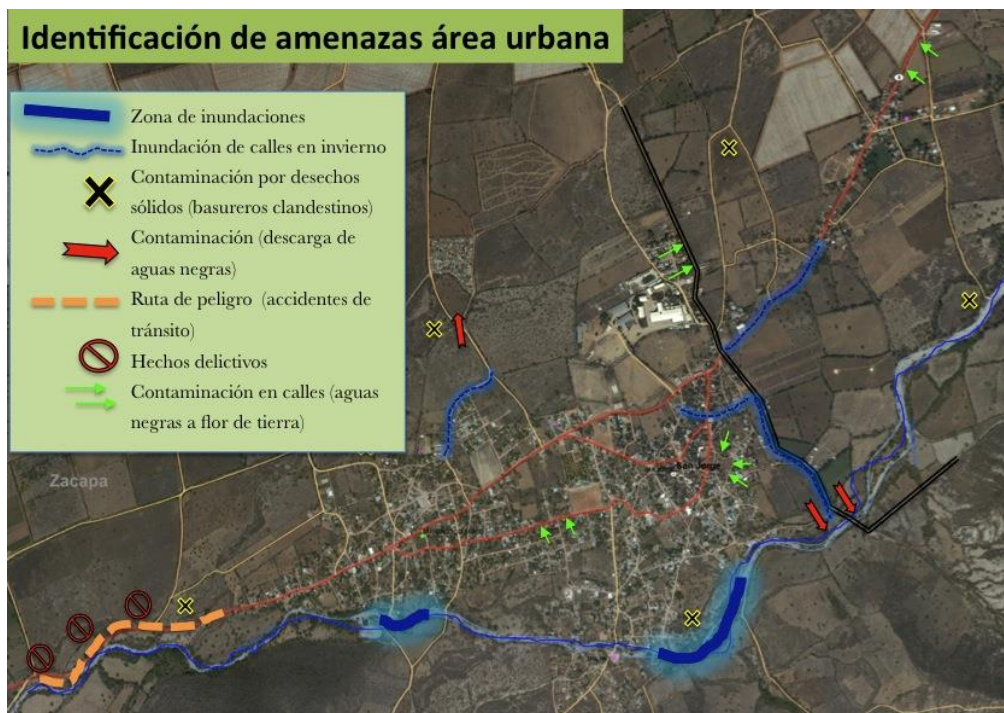 Identificación de amenazas área urbana
Zona de inundaciones
Inundación de calles en invierno
Contaminación por desechos
sólidos (basureros clandestinos)
Contaminación (descarga de
aguas negras)
Ruta de peligro (accidentes de
tránsito)
Hechos delictivos
Contaminación en calles (aguas
negras a flor de tierra)
Zacapa
San Jorge